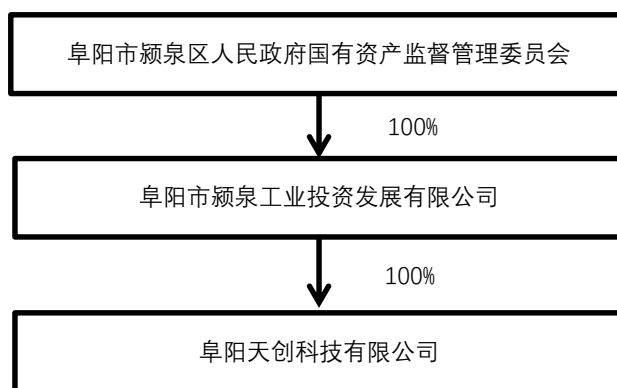 阜阳市颍泉区人民政府国有资产监督管理委员会
100%
阜阳市颍泉工业投资发展有限公司
100%
阜阳天创科技有限公司